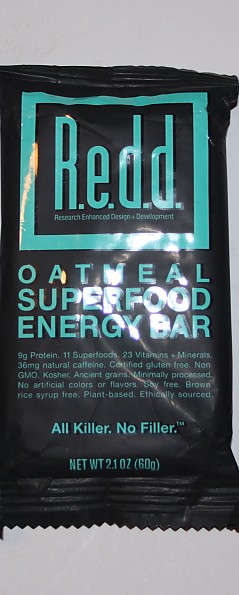 R.e.d.d.
Research Enhanced Design + Development
OATMEAL
SUPERFOOD
ENERGY BAR
9g Protein. 11 Superfoods. 23 Vitamins + Minerals.
36mg natural caffeine. Certified gluten free. Non
GMO. Kosher. Ancient grains. Minimally processed.
No artificial colors or flavors. Soy free. Brown
rice syrup free. Plant-based. Ethically sourced.
All Killer. No Filler.™
NET WT 2.1 OZ (60g)